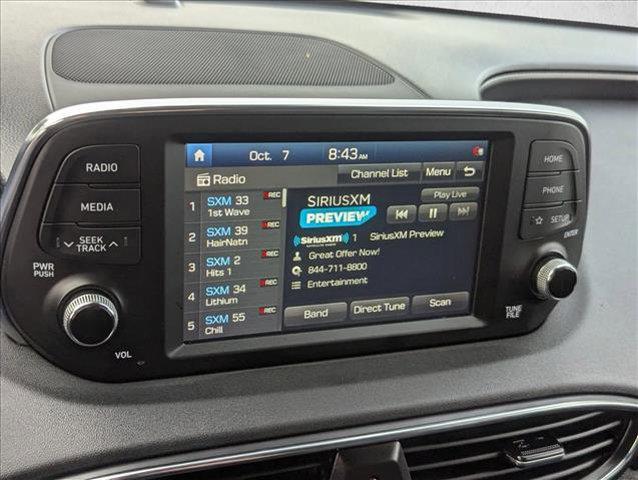 Oct. 7 8:43 AM
Radio Channel List Menu
RADIO
MEDIA
SEEK
TRACK
PWR
PUSH
VOL
1 SXM 33 REC
1st Wave
2 SXM 39 REC
HairNatn
3 SXM 2 REC
Hits 1
4 SXM 34 REC
Lithium
5 SXM 55 REC
Chill
Play Live
SIRIUSXM
PREVIEW
SiriusXM 1 SiriusXM Preview
Great Offer Now!
844-711-8800
Entertainment
Band Direct Tune Scan
HOME
PHONE
SETUP
ENTER
TUNE
FILE